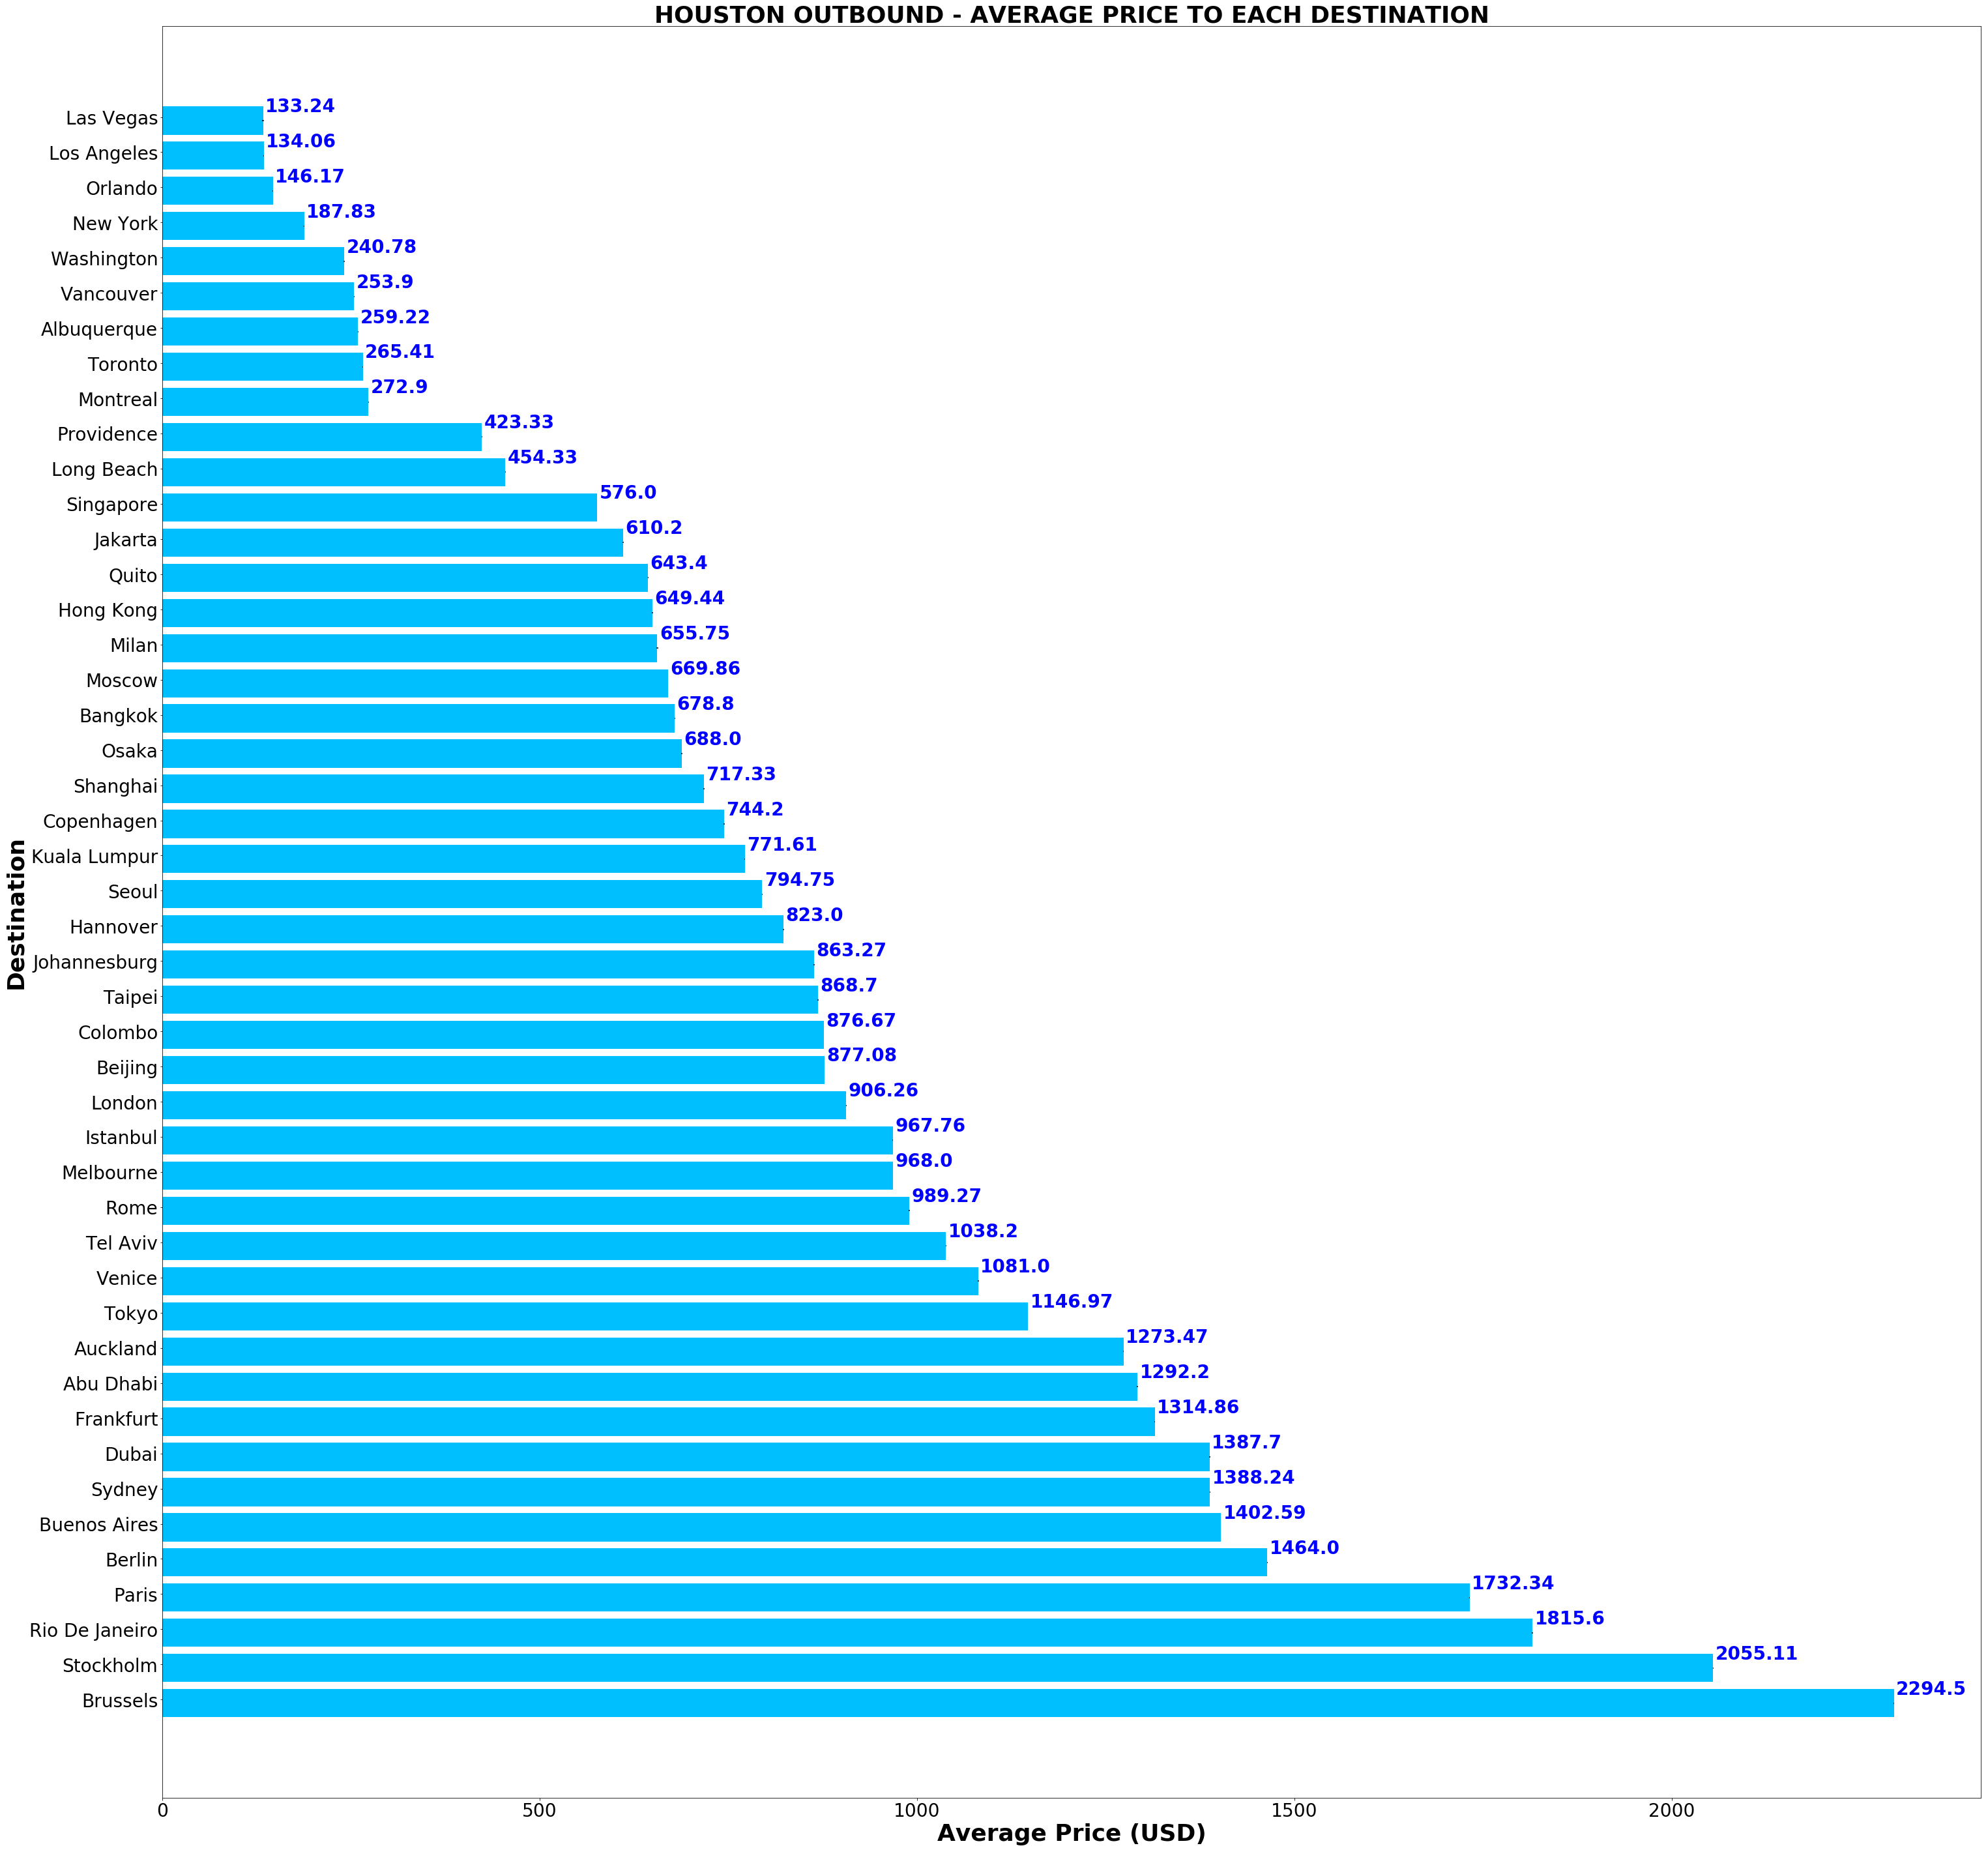 HOUSTON OUTBOUND - AVERAGE PRICE TO EACH DESTINATION
Las Vegas 133.24
Los Angeles 134.06
Orlando 146.17
New York 187.83
Washington 240.78
Vancouver 253.9
Albuquerque 259.22
Toronto 265.41
Montreal 272.9
Providence 423.33
Long Beach 454.33
Singapore 576.0
Jakarta 610.2
Quito 643.4
Hong Kong 649.44
Milan 655.75
Moscow 669.86
Bangkok 678.8
Osaka 688.0
Shanghai 717.33
Copenhagen 744.2
Kuala Lumpur 771.61
Seoul 794.75
Hannover 823.0
Johannesburg 863.27
Taipei 868.7
Colombo 876.67
Beijing 877.08
London 906.26
Istanbul 967.76
Melbourne 968.0
Rome 989.27
Tel Aviv 1038.2
Venice 1081.0
Tokyo 1146.97
Auckland 1273.47
Abu Dhabi 1292.2
Frankfurt 1314.86
Dubai 1387.7
Sydney 1388.24
Buenos Aires 1402.59
Berlin 1464.0
Paris 1732.34
Rio De Janeiro 1815.6
Stockholm 2055.11
Brussels 2294.5
Destination
0 500 1000 1500 2000
Average Price (USD)